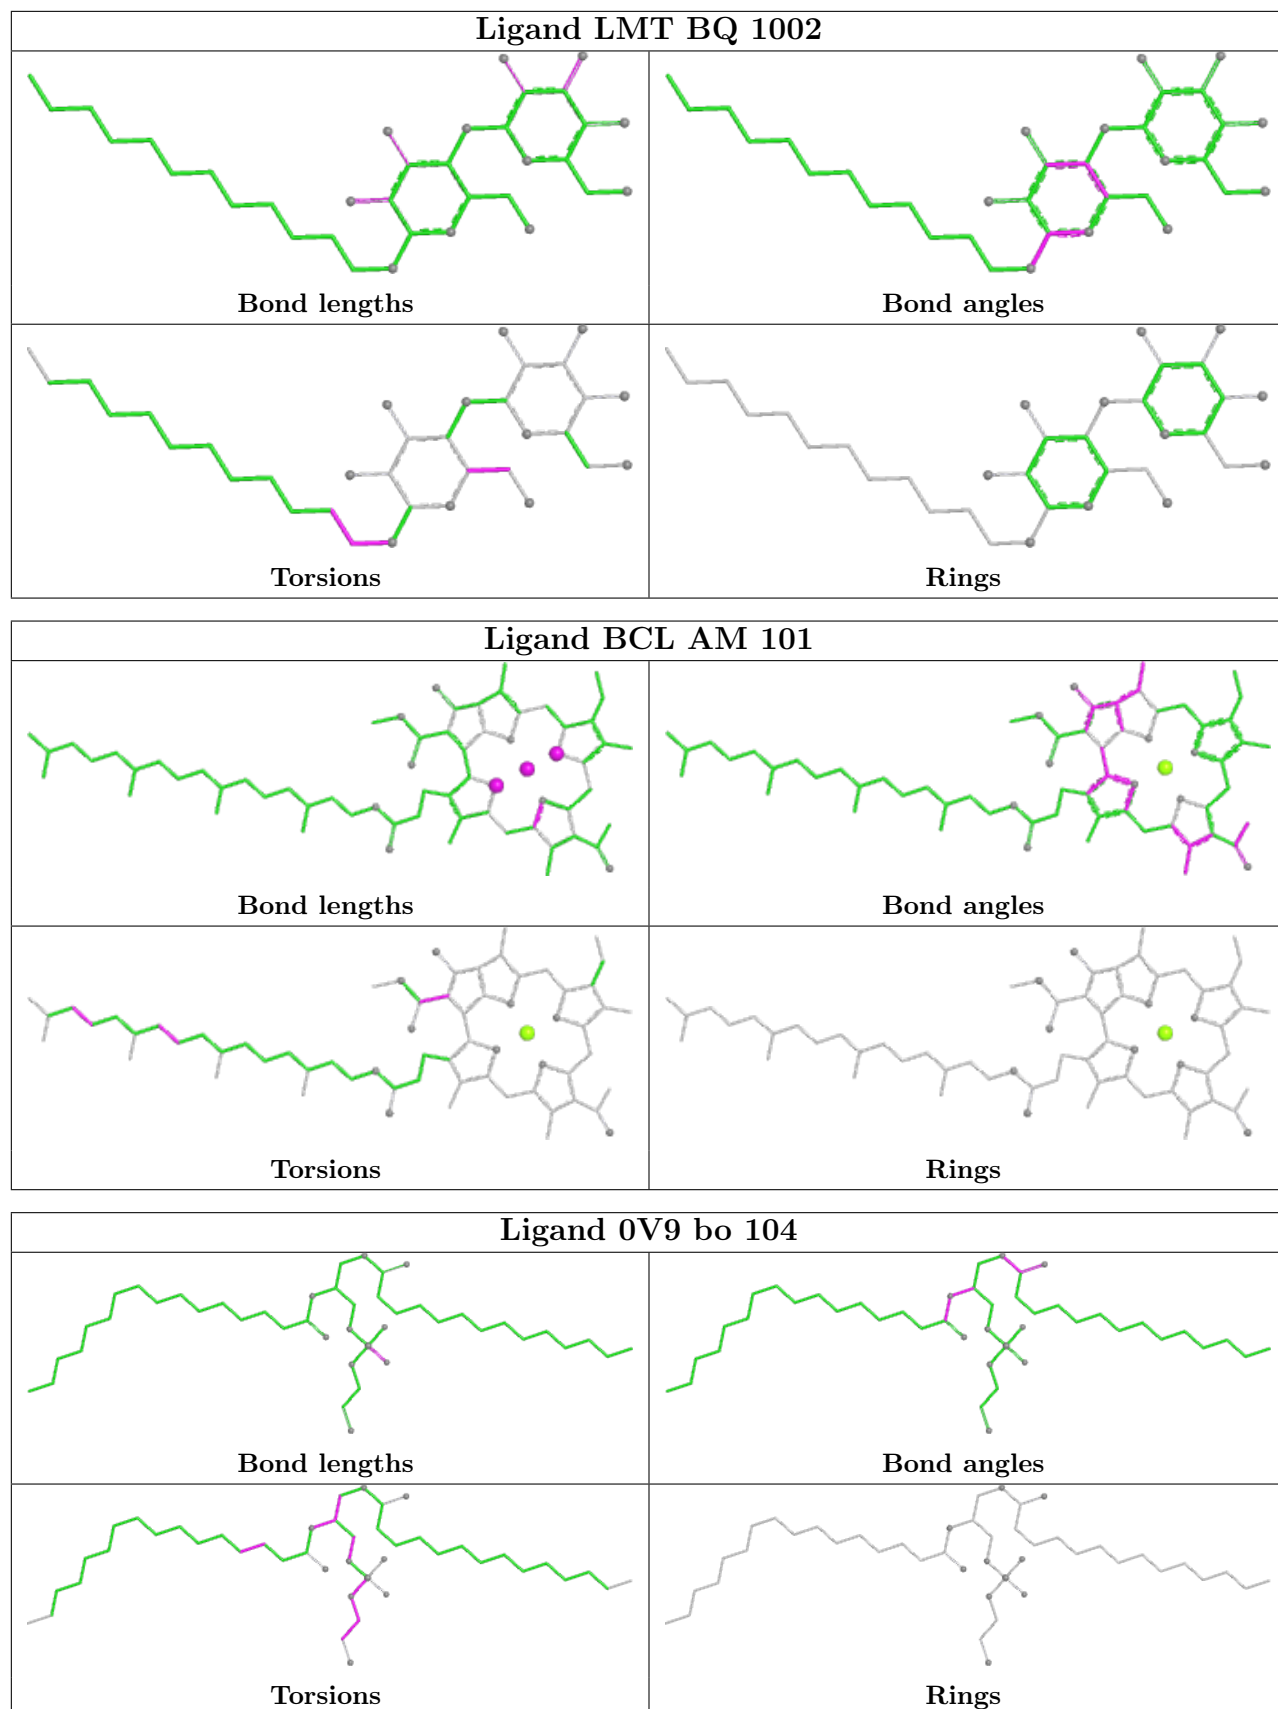 Ligand LMT BQ 1002
Bond lengths
Bond angles
Torsions
Rings
Ligand BCL AM 101
Bond lengths
Bond angles
Torsions
Rings
Ligand 0V9 bo 104
Bond lengths
Bond angles
Torsions
Rings